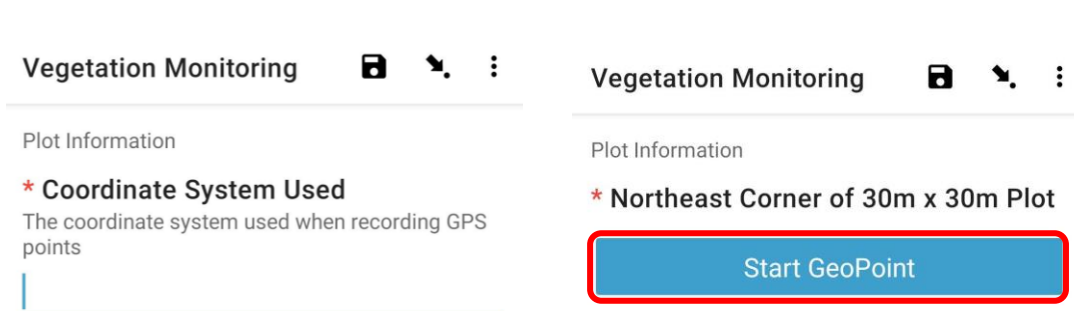 Vegetation Monitoring
Plot Information
* Coordinate System Used
The coordinate system used when recording GPS
points
Vegetation Monitoring
Plot Information
* Northeast Corner of 30m x 30m Plot
Start GeoPoint